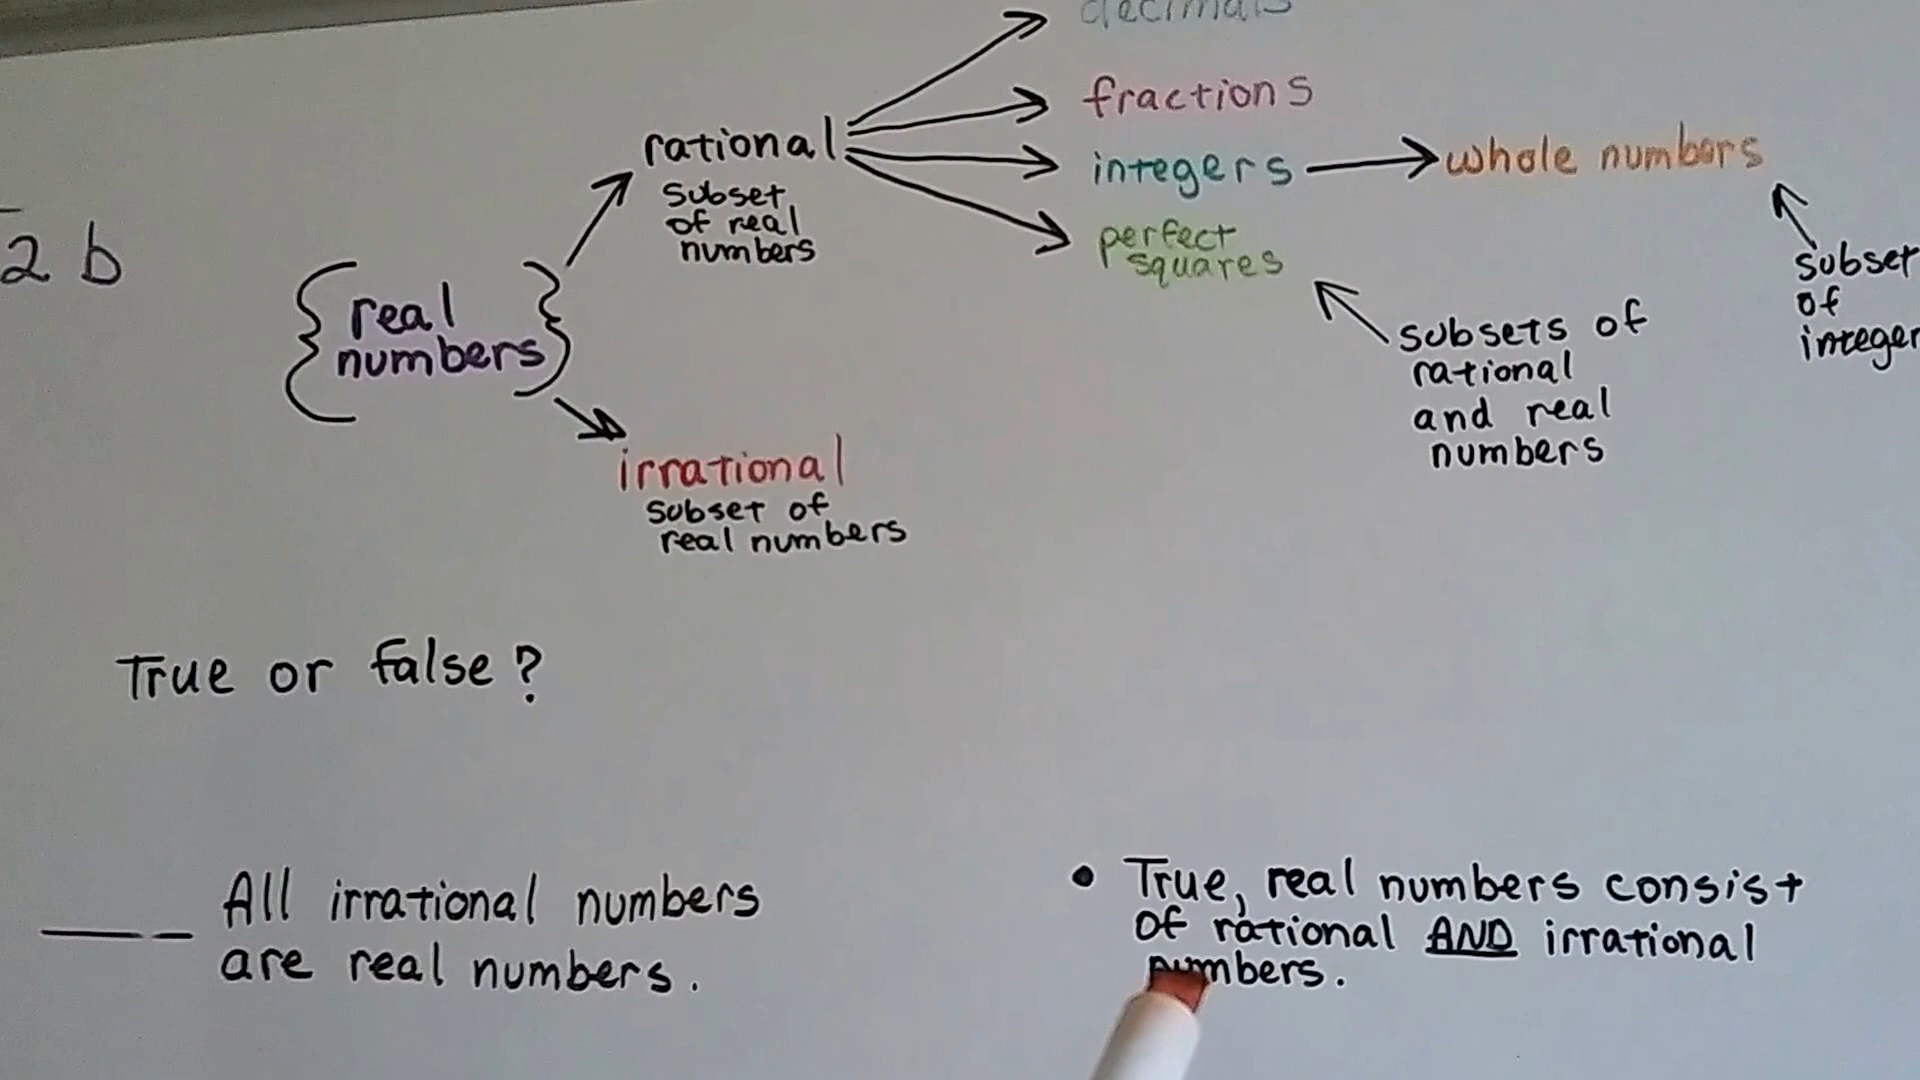 decimals
fractions
rational
integers
whole numbers
subset
of real
numbers
perfect
squares
2 b
real
numbers
subset
of
integer
subsets of
rational
and real
numbers
irrational
subset of
real numbers
True or false?
All irrational numbers
are real numbers.
• True, real numbers consist
of rational AND irrational
numbers.